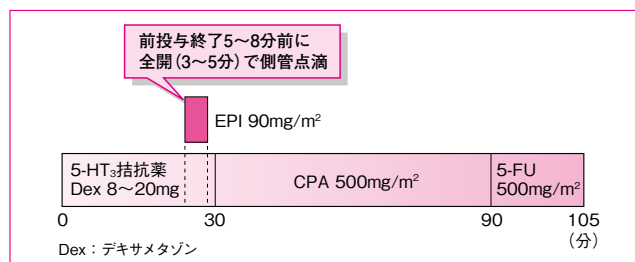 前投与終了5〜8分前に
全開(3〜5分)で側管点滴
EPI 90mg/m²
5-HT₃拮抗薬
Dex 8〜20mg
CPA 500mg/m²
5-FU
500mg/m²
0 30 90 105
(分)
Dex：デキサメタゾン